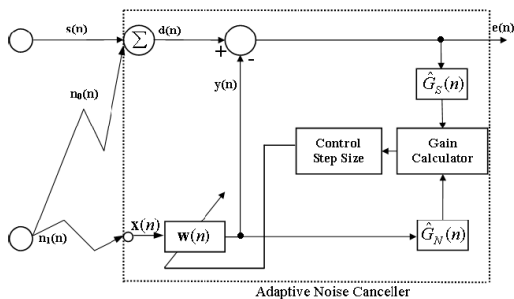 s(n)
d(n)
e(n)
Σ
+
-
n₀(n)
y(n)
Ĝ_S(n)
Control
Step Size
Gain
Calculator
n₁(n)
x(n)
w(n)
Ĝ_N(n)
Adaptive Noise Canceller